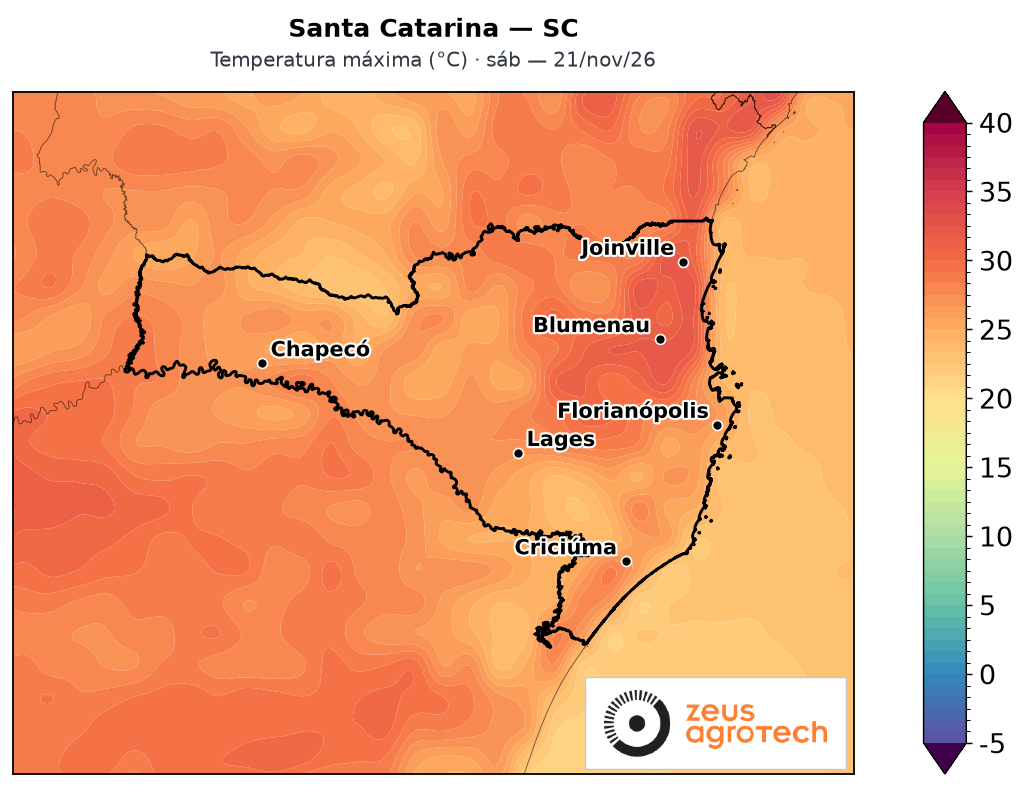 Santa Catarina — SC
Temperatura máxima (°C) · sáb — 21/nov/26
Joinville
Blumenau
Chapecó
Florianópolis
Lages
Criciúma
40
35
30
25
20
15
10
5
0
-5
zeus
agrotech